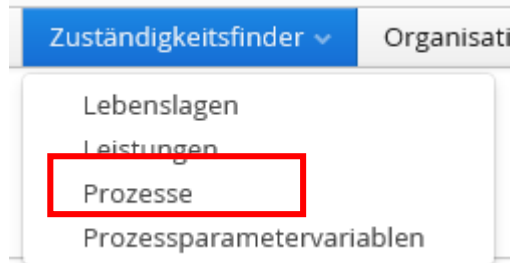 Zuständigkeitsfinder Organisati
Lebenslagen
Leistungen
Prozesse
Prozessparametervariablen